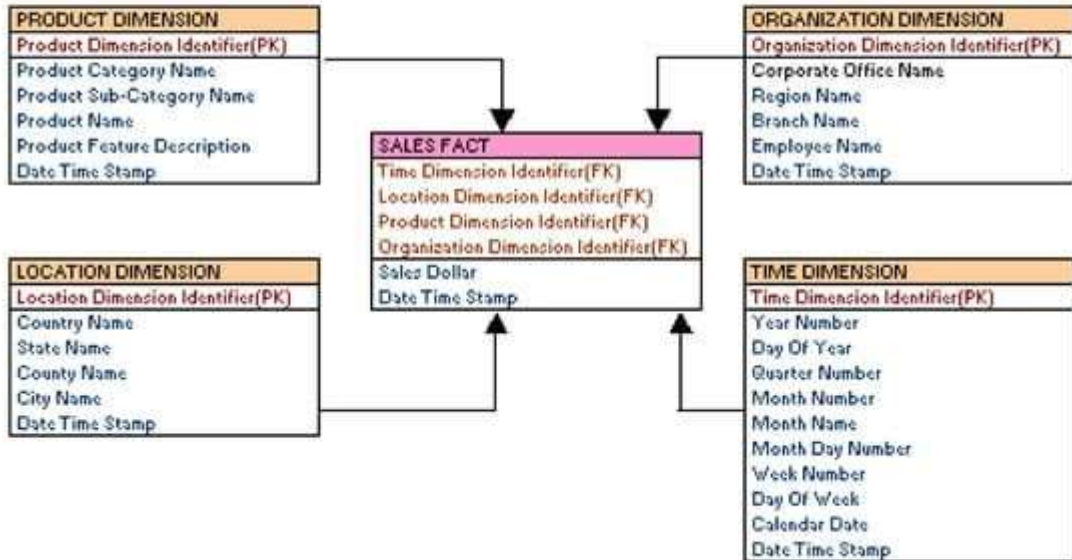 PRODUCT DIMENSION
Product Dimension Identifier(PK)
Product Category Name
Product Sub-Category Name
Product Name
Product Feature Description
Date Time Stamp
ORGANIZATION DIMENSION
Organization Dimension Identifier(PK)
Corporate Office Name
Region Name
Branch Name
Employee Name
Date Time Stamp
SALES FACT
Time Dimension Identifier(FK)
Location Dimension Identifier(FK)
Product Dimension Identifier(FK)
Organization Dimension Identifier(FK)
Sales Dollar
Date Time Stamp
LOCATION DIMENSION
Location Dimension Identifier(PK)
Country Name
State Name
County Name
City Name
Date Time Stamp
TIME DIMENSION
Time Dimension Identifier(PK)
Year Number
Day Of Year
Quarter Number
Month Number
Month Name
Month Day Number
Week Number
Day Of Week
Calendar Date
Date Time Stamp